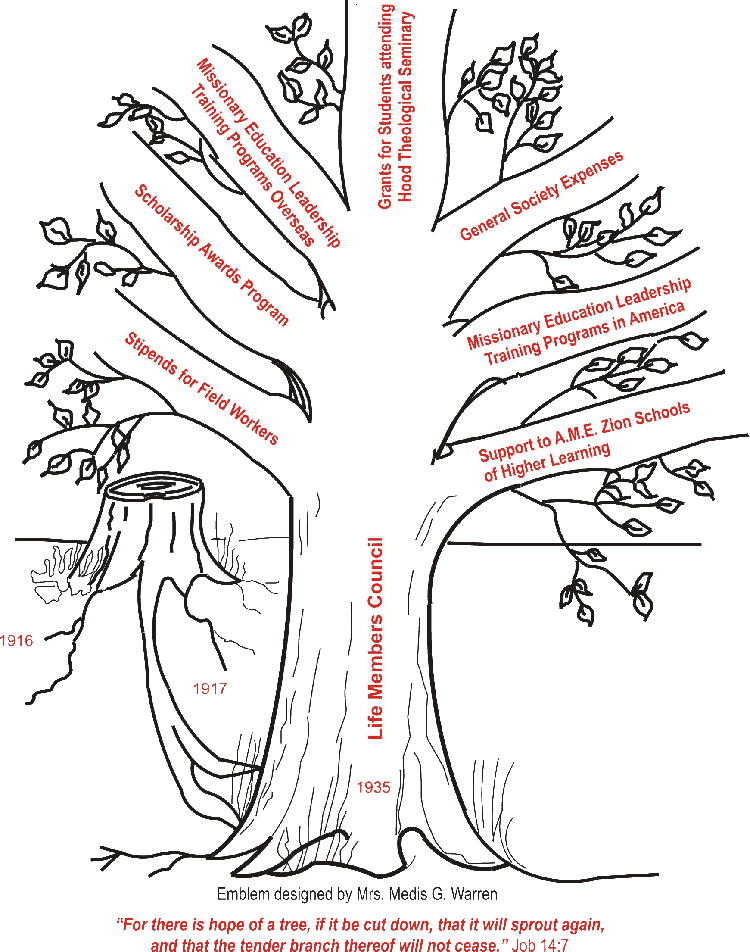 Grants for Students attending
Hood Theological Seminary
Missionary Education Leadership
Training Programs Overseas
General Society Expenses
Scholarship Awards Program
Missionary Education Leadership
Training Programs in America
Stipends for Field Workers
Support to A.M.E. Zion Schools
of Higher Learning
Life Members Council
1916
1917
1935
Emblem designed by Mrs. Medis G. Warren
“For there is hope of a tree, if it be cut down, that it will sprout again,
and that the tender branch thereof will not cease.” Job 14:7